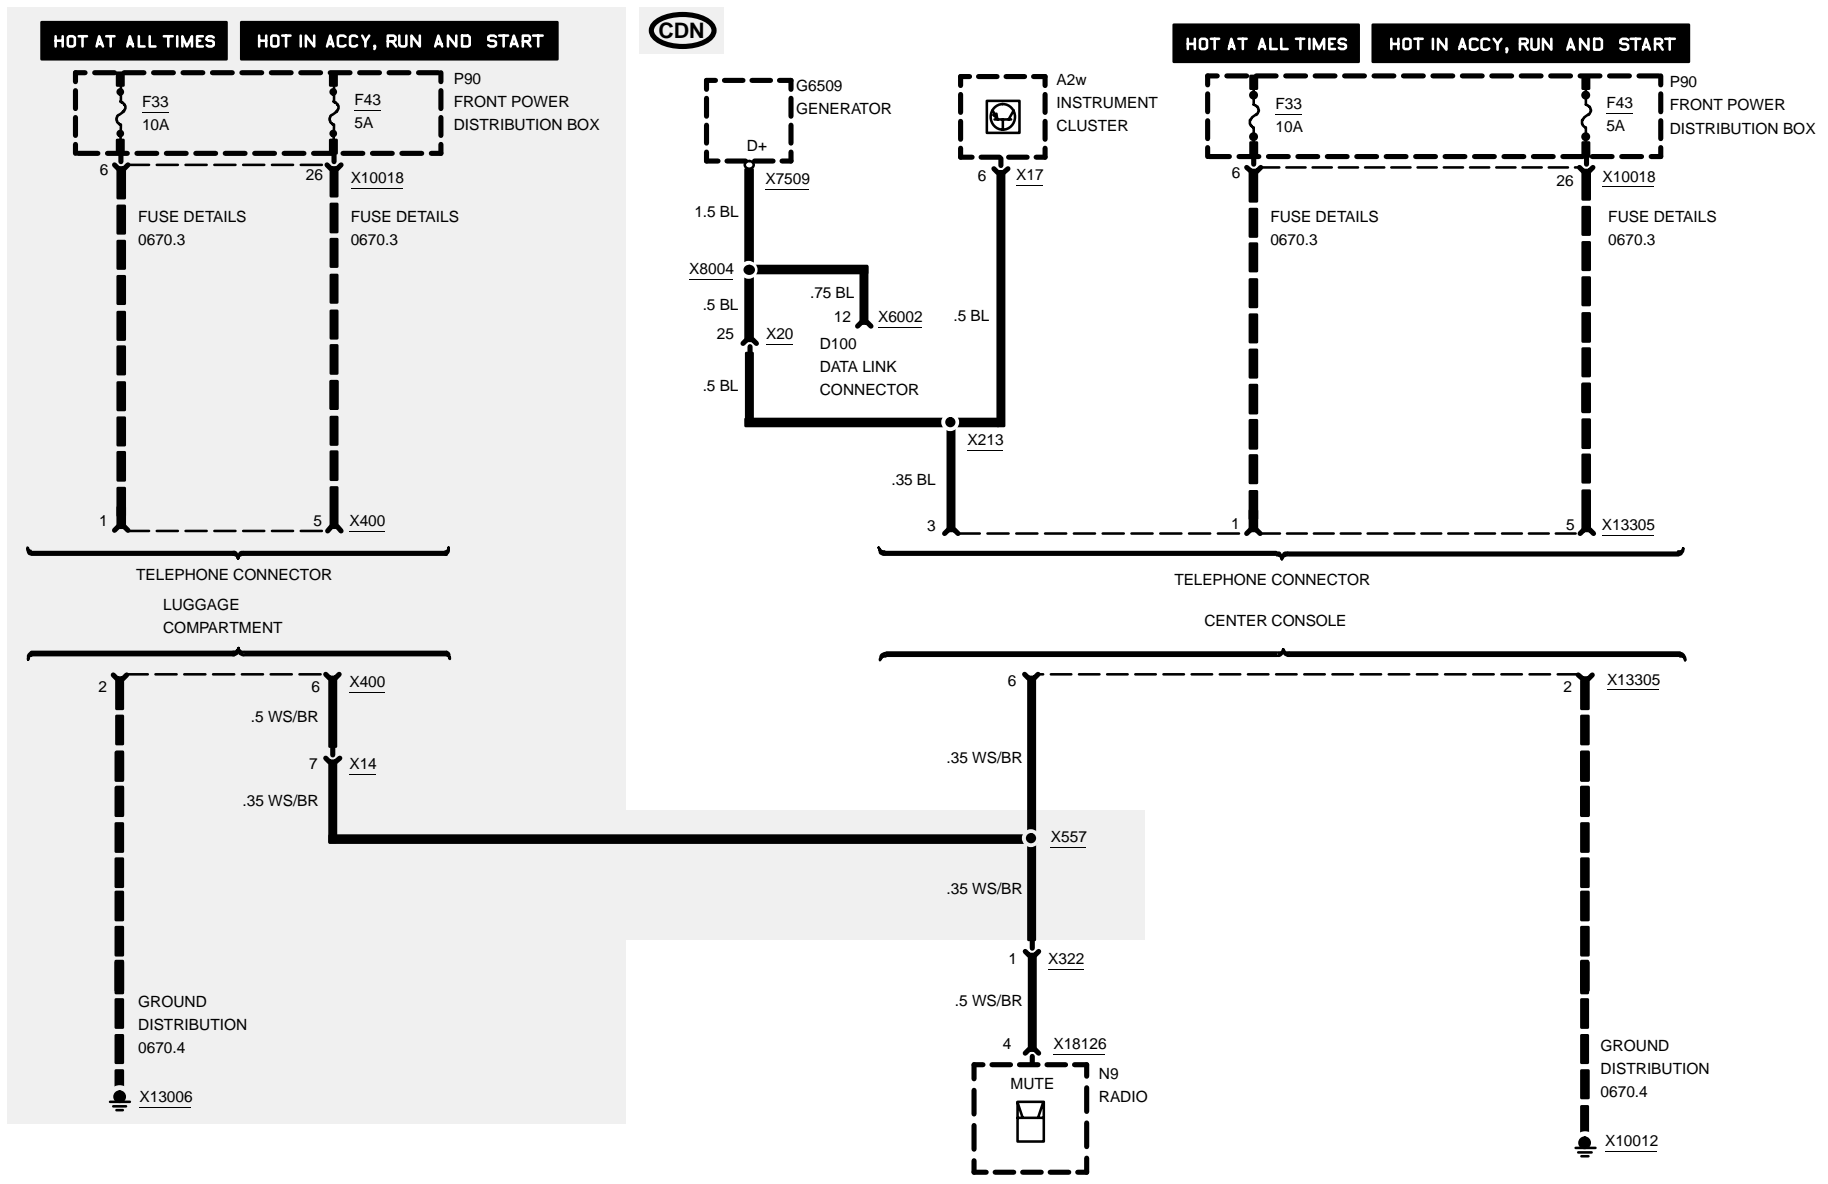 HOT AT ALL TIMES
HOT IN ACCY, RUN AND START
P90
FRONT POWER
DISTRIBUTION BOX
F33
10A
F43
5A
6
26
X10018
FUSE DETAILS
0670.3
FUSE DETAILS
0670.3
1
5
X400
TELEPHONE CONNECTOR
LUGGAGE
COMPARTMENT
2
6
X400
.5 WS/BR
7
X14
.35 WS/BR
GROUND
DISTRIBUTION
0670.4
X13006
CDN
G6509
GENERATOR
D+
X7509
1.5 BL
X8004
.75 BL
.5 BL
12
X6002
25
X20
D100
DATA LINK
CONNECTOR
.5 BL
A2w
INSTRUMENT
CLUSTER
6
X17
.5 BL
X213
.35 BL
3
HOT AT ALL TIMES
HOT IN ACCY, RUN AND START
P90
FRONT POWER
DISTRIBUTION BOX
F33
10A
F43
5A
6
26
X10018
FUSE DETAILS
0670.3
FUSE DETAILS
0670.3
1
5
X13305
TELEPHONE CONNECTOR
CENTER CONSOLE
6
2
X13305
.35 WS/BR
X557
.35 WS/BR
1
X322
.5 WS/BR
4
X18126
MUTE
N9
RADIO
GROUND
DISTRIBUTION
0670.4
X10012